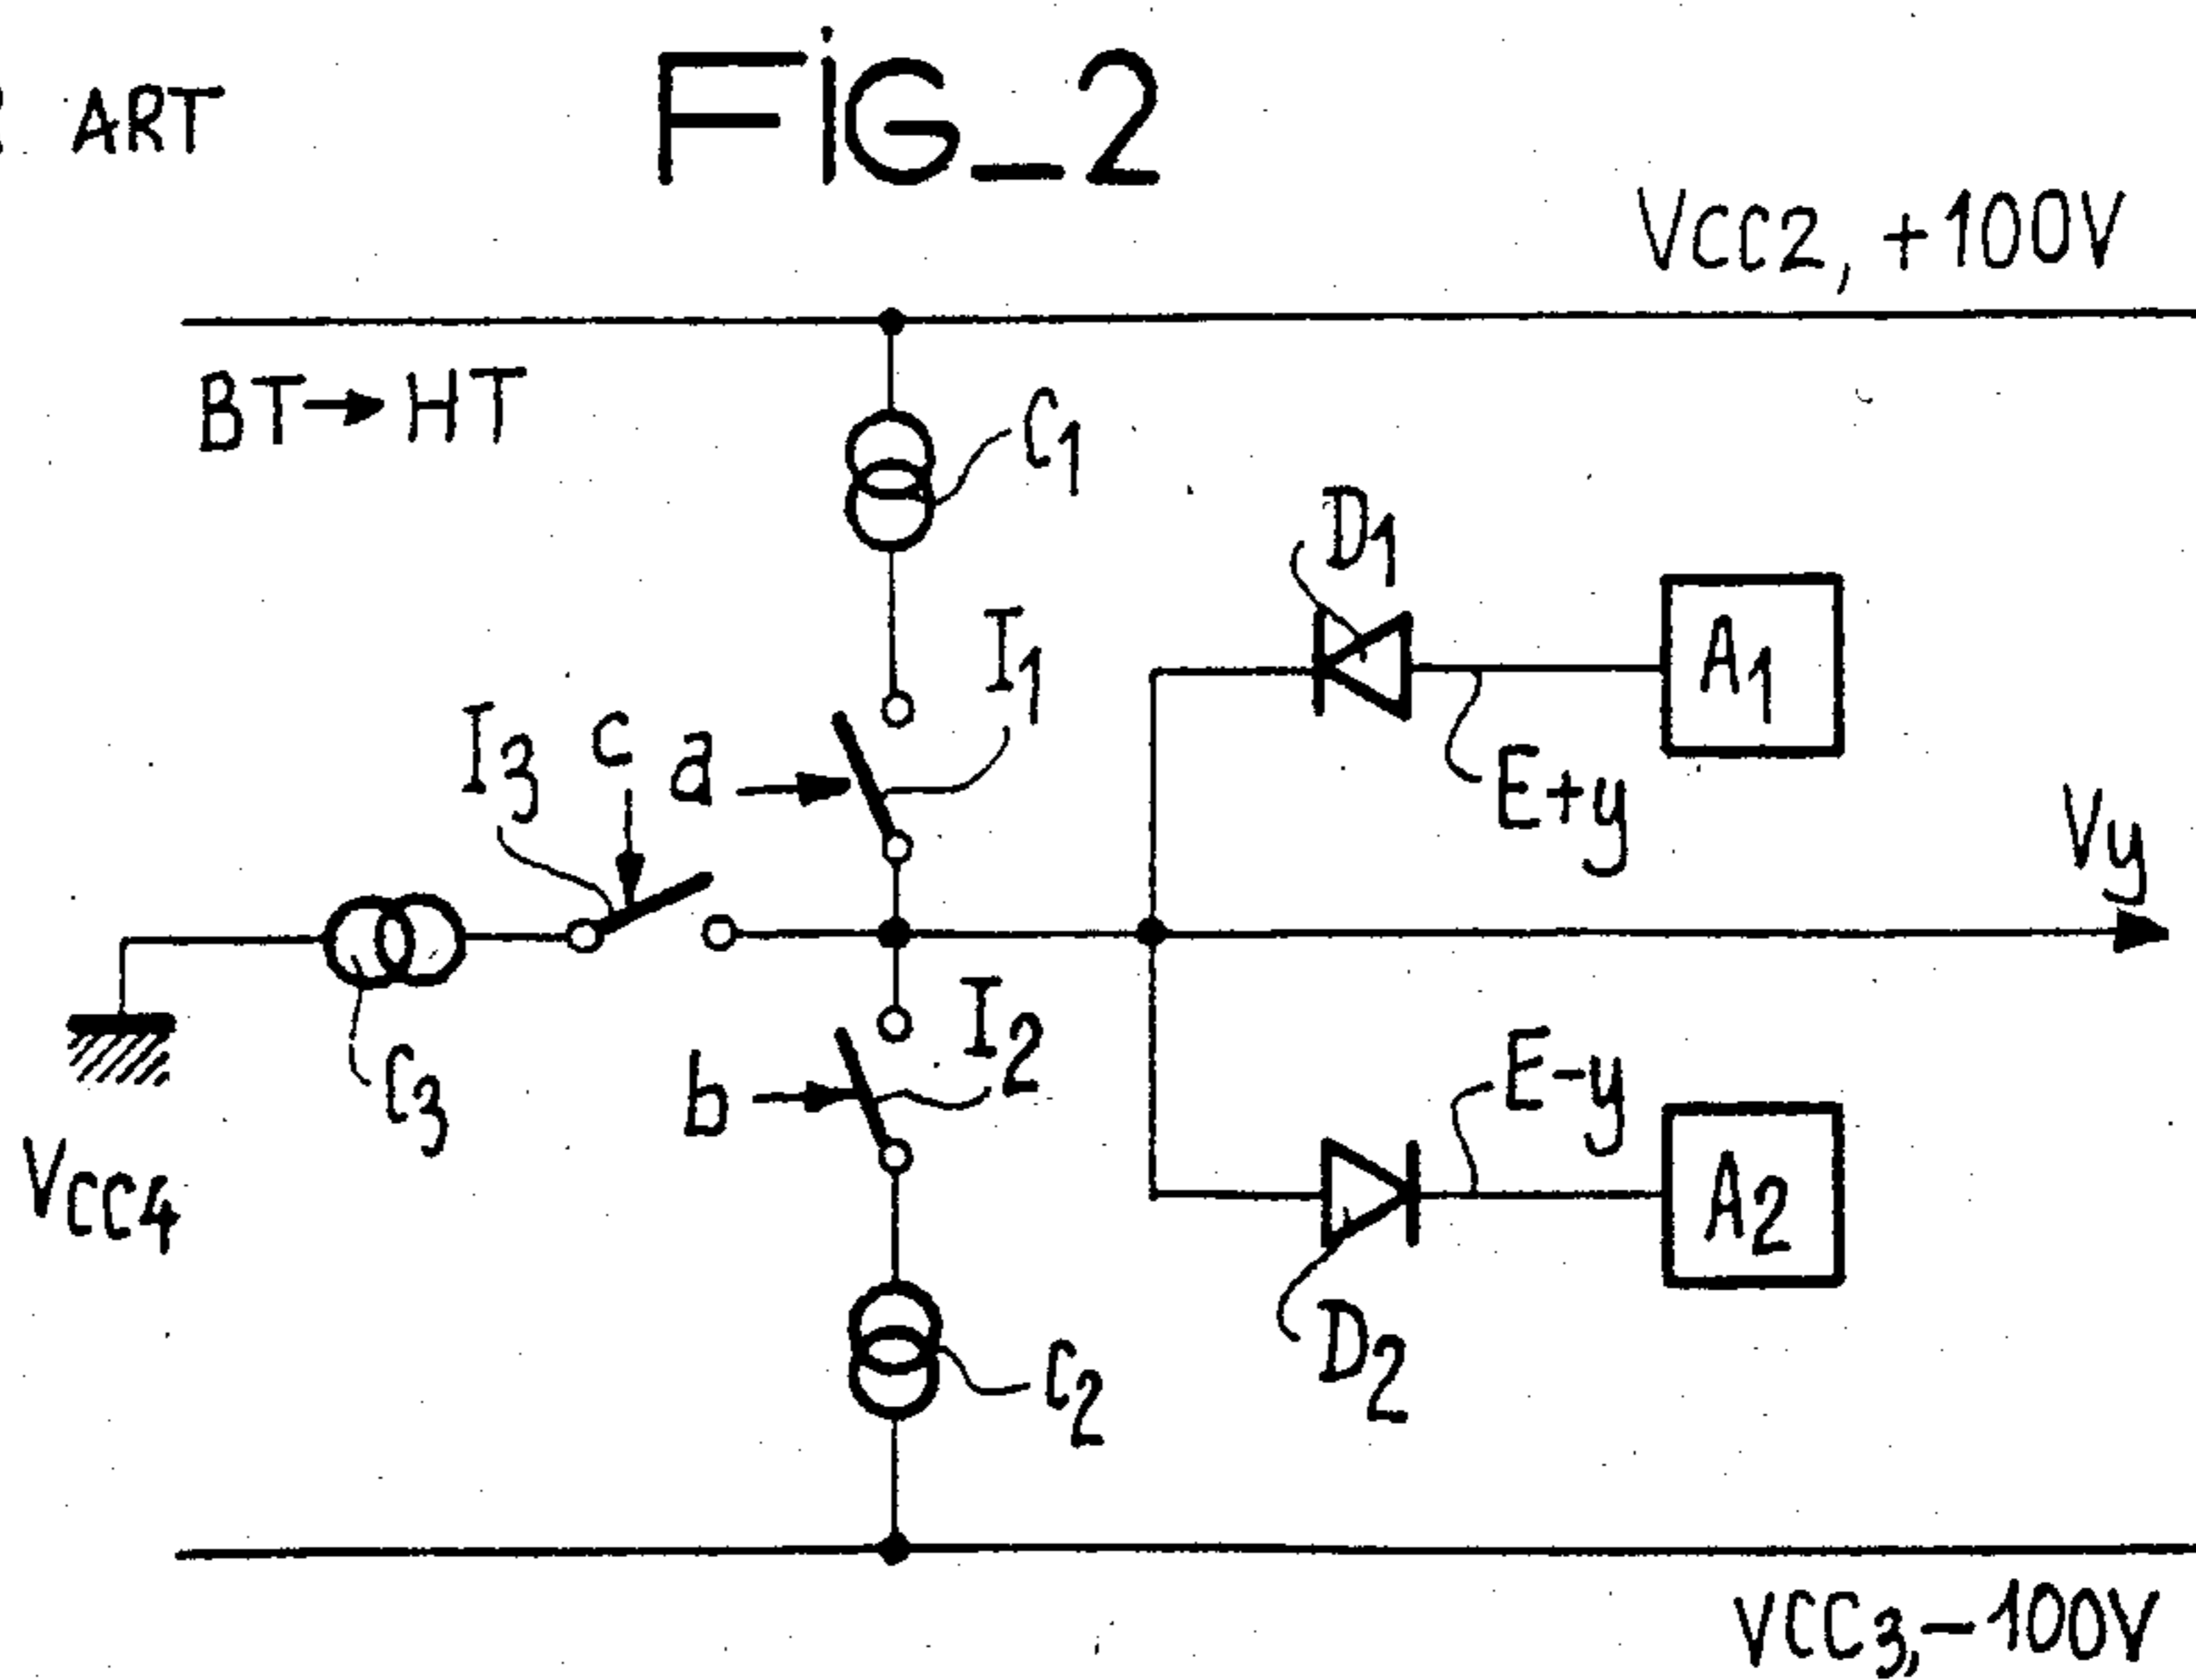 ART
FiG_2
VCC2, +100V
BT→HT
C1
D1
I1
A1
I3
c
a
E+y
Vy
I2
E-y
C3
b
A2
VCC4
D2
C2
VCC3,-100V